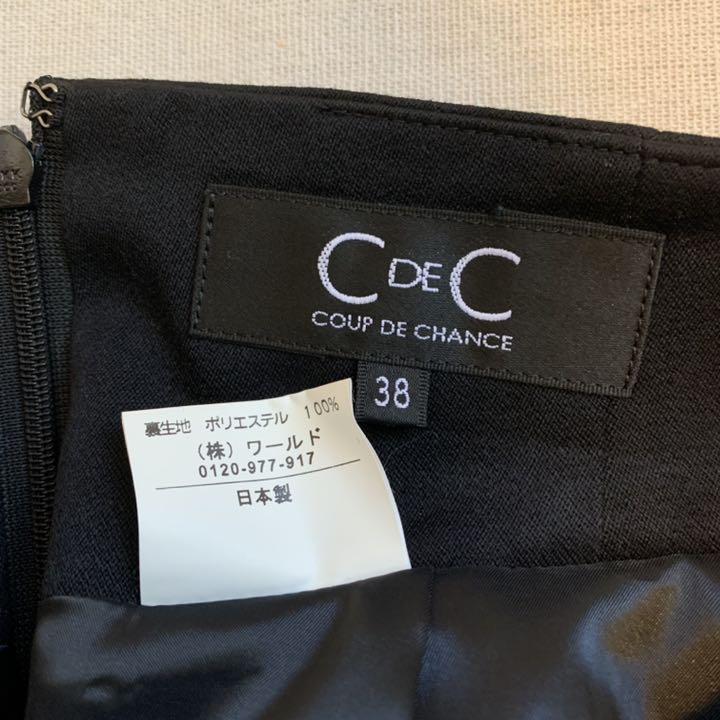 C DE C
COUP DE CHANCE
38
裏生地 ポリエステル 100%
(株) ワールド
0120-977-917
日本製